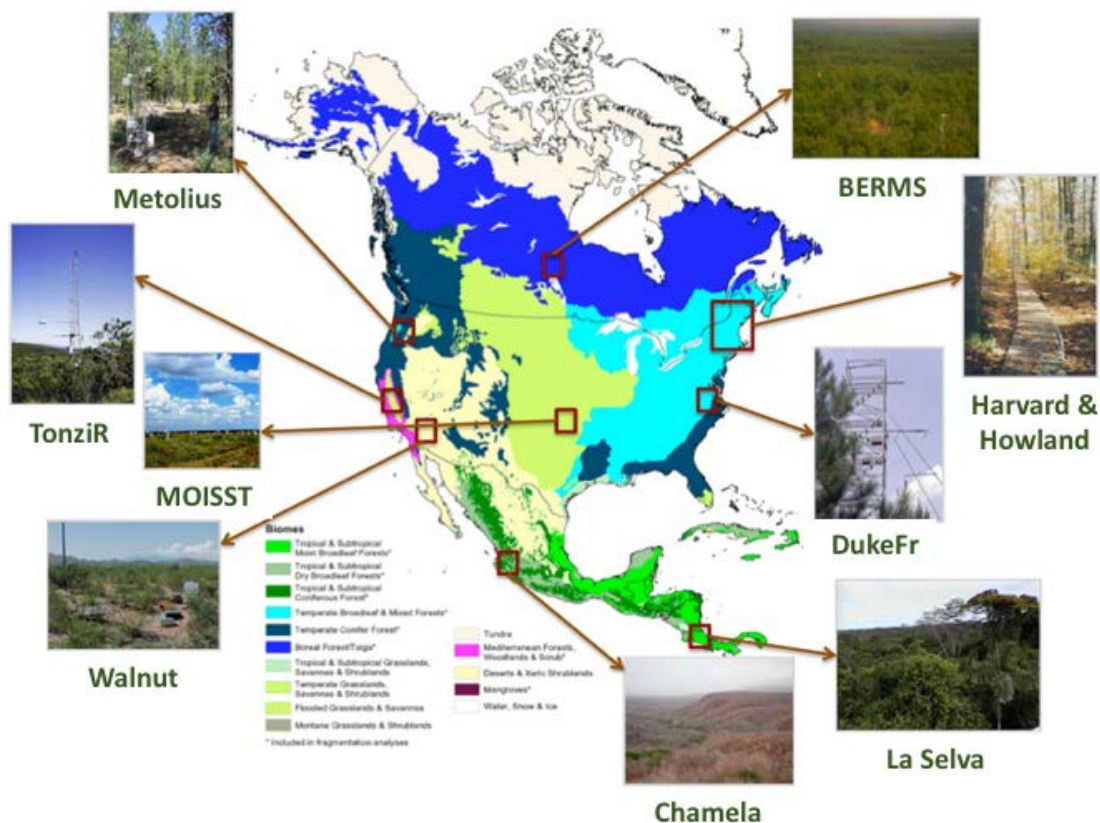 Metolius
BERMS
TonziR
Harvard &
Howland
MOISST
DukeFr
Walnut
La Selva
Chamela
Biomes
Tropical & Subtropical
Moist Broadleaf Forests*
Tropical & Subtropical
Dry Broadleaf Forests*
Tropical & Subtropical
Coniferous Forest*
Temperate Broadleaf & Mixed Forests*
Temperate Conifer Forest*
Boreal Forest/Taiga*
Tropical & Subtropical Grasslands,
Savannas & Shrublands
Temperate Grasslands,
Savannas & Shrublands
Flooded Grasslands & Savannas
Montane Grasslands & Shrublands
* Included in fragmentation analyses
Tundra
Mediterranean Forests,
Woodlands & Scrub*
Deserts & Xeric Shrublands
Mangroves*
Water, Snow & Ice